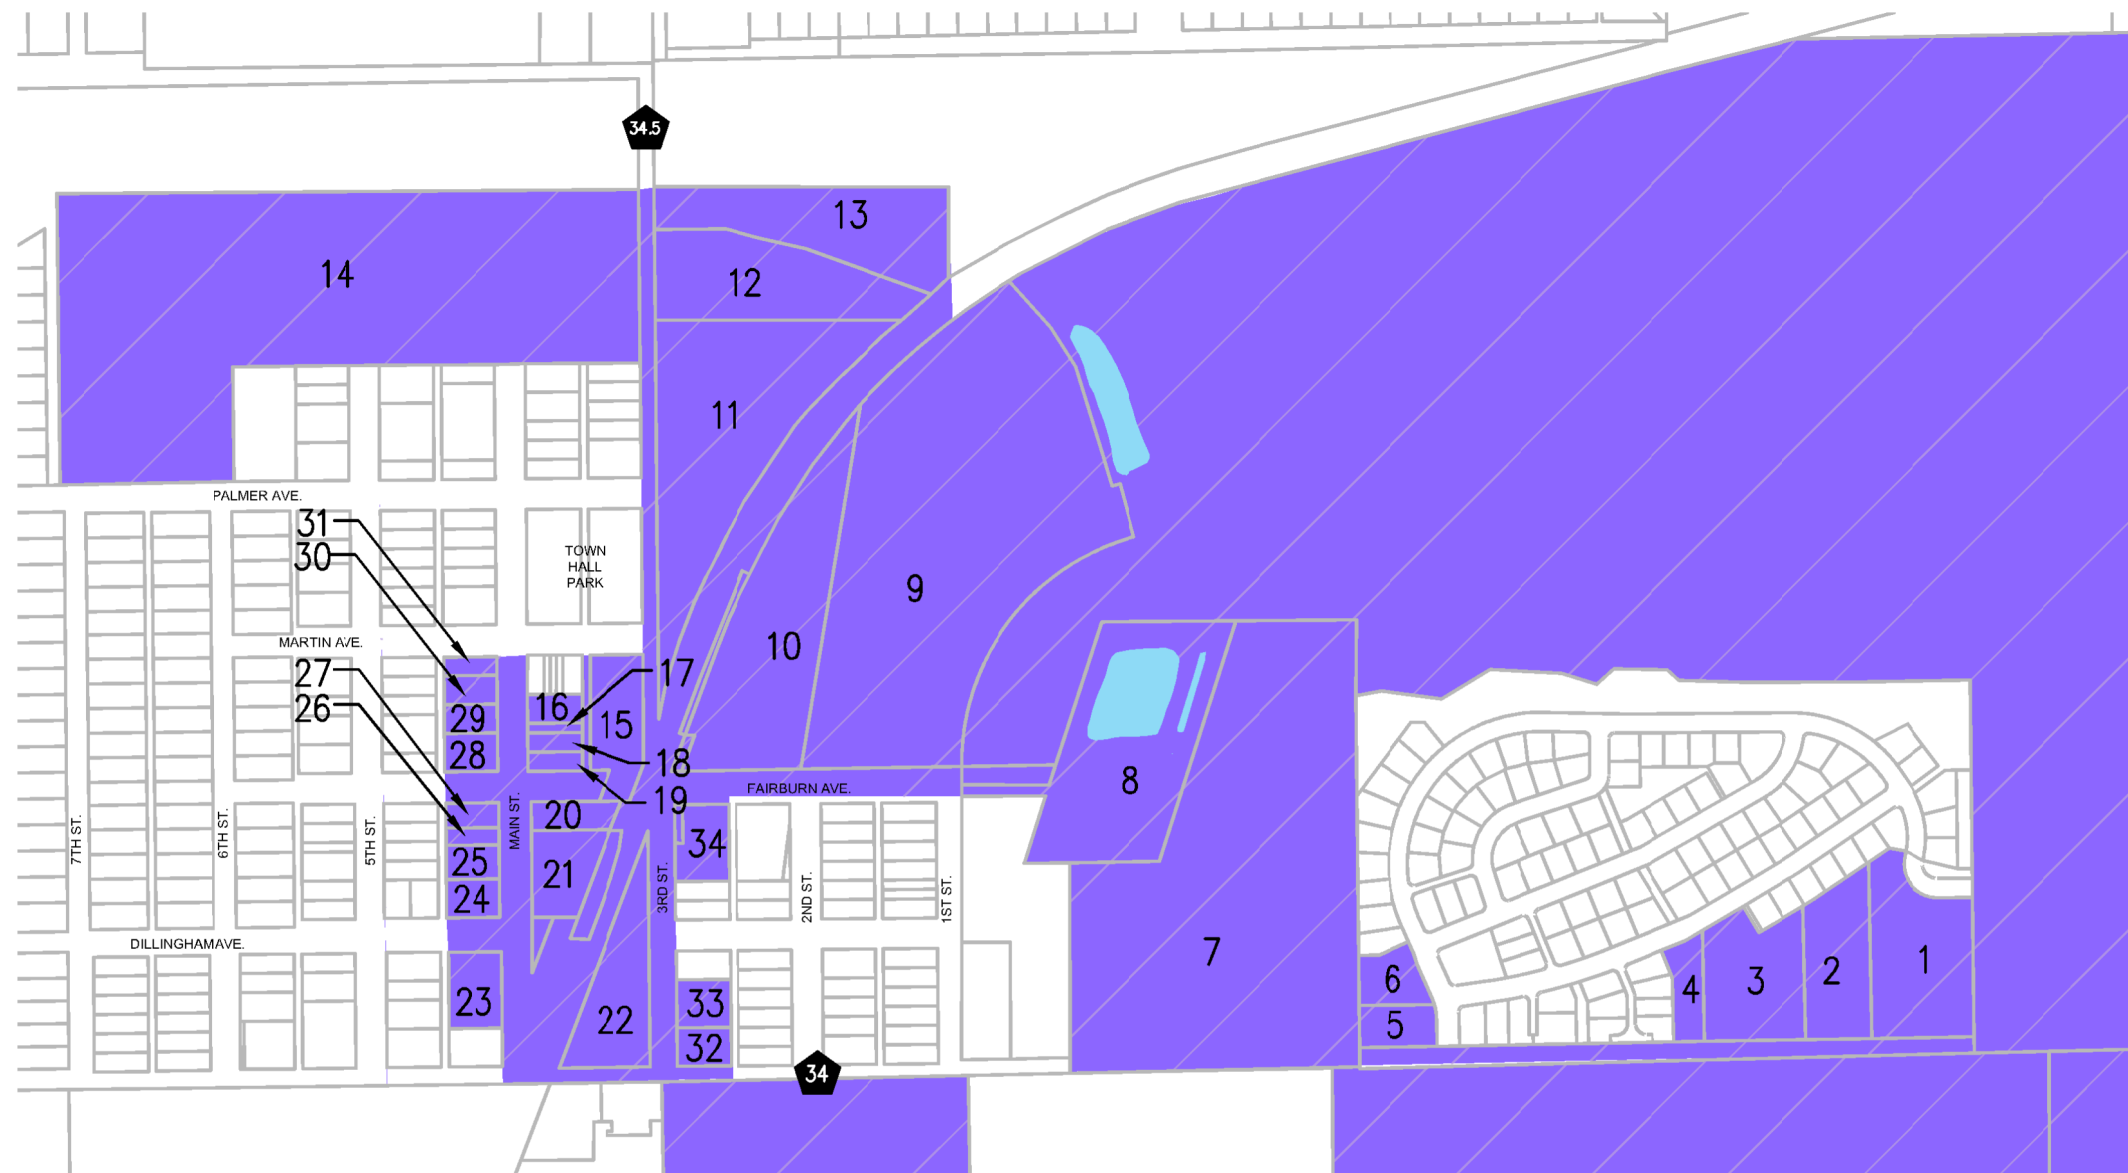 34.5
13
14
12
11
PALMER AVE.
31
30
TOWN
HALL
PARK
9
MARTIN AVE.
10
27
17
26
16
29
15
28
18
8
FAIRBURN AVE.
19
20
7TH ST.
6TH ST.
5TH ST.
MAIN ST.
34
25
21
3RD ST.
2ND ST.
1ST ST.
24
DILLINGHAMAVE.
7
1
2
3
6
4
23
33
22
5
32
34